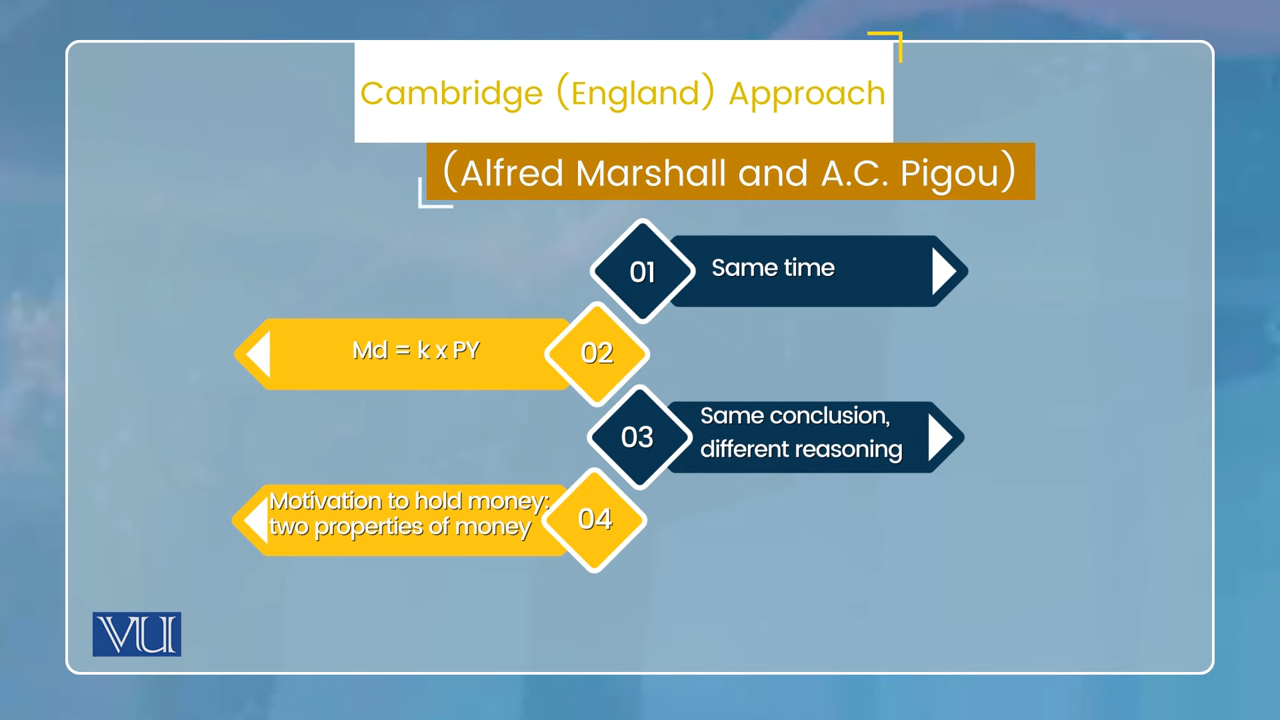 Cambridge (England) Approach
(Alfred Marshall and A.C. Pigou)
01
Same time
02
Md = k x PY
03
Same conclusion,
different reasoning
04
Motivation to hold money:
two properties of money
VU